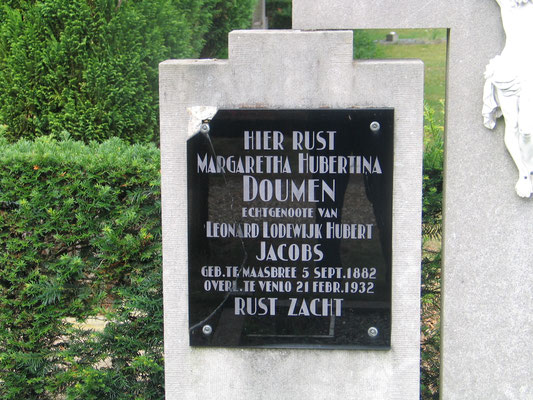 HIER RUST
MARGARETHA HUBERTINA
DOUMEN
ECHTGENOOTE VAN
LEONARD LODEWIJK HUBERT
JACOBS
GEB. TE MAASBREE 5 SEPT. 1882
OVERL. TE VENLO 21 FEBR. 1932
RUST ZACHT